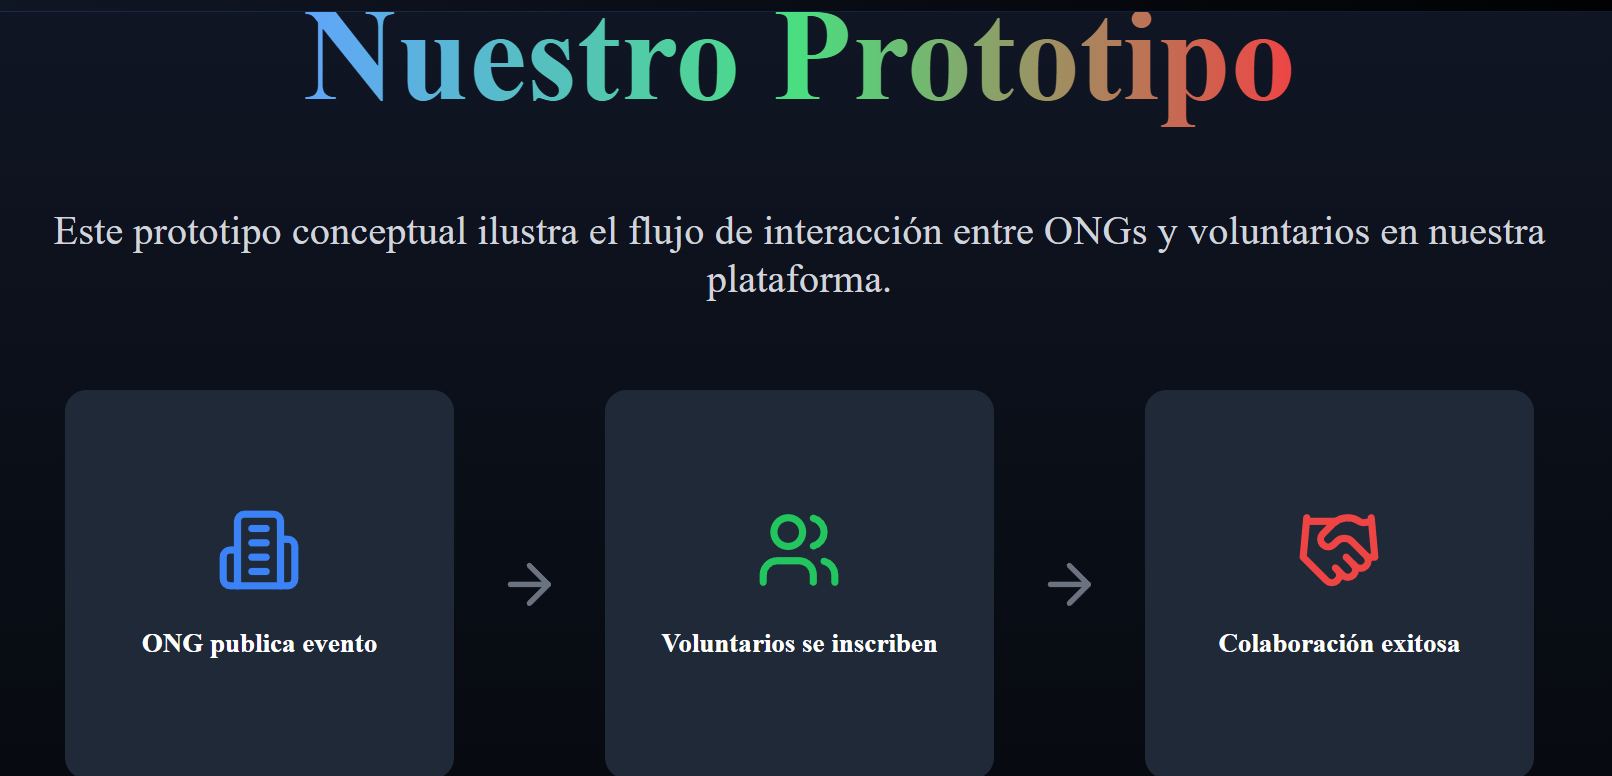 Nuestro Prototipo
Este prototipo conceptual ilustra el flujo de interacción entre ONGs y voluntarios en nuestra
plataforma.
ONG publica evento
Voluntarios se inscriben
Colaboración exitosa